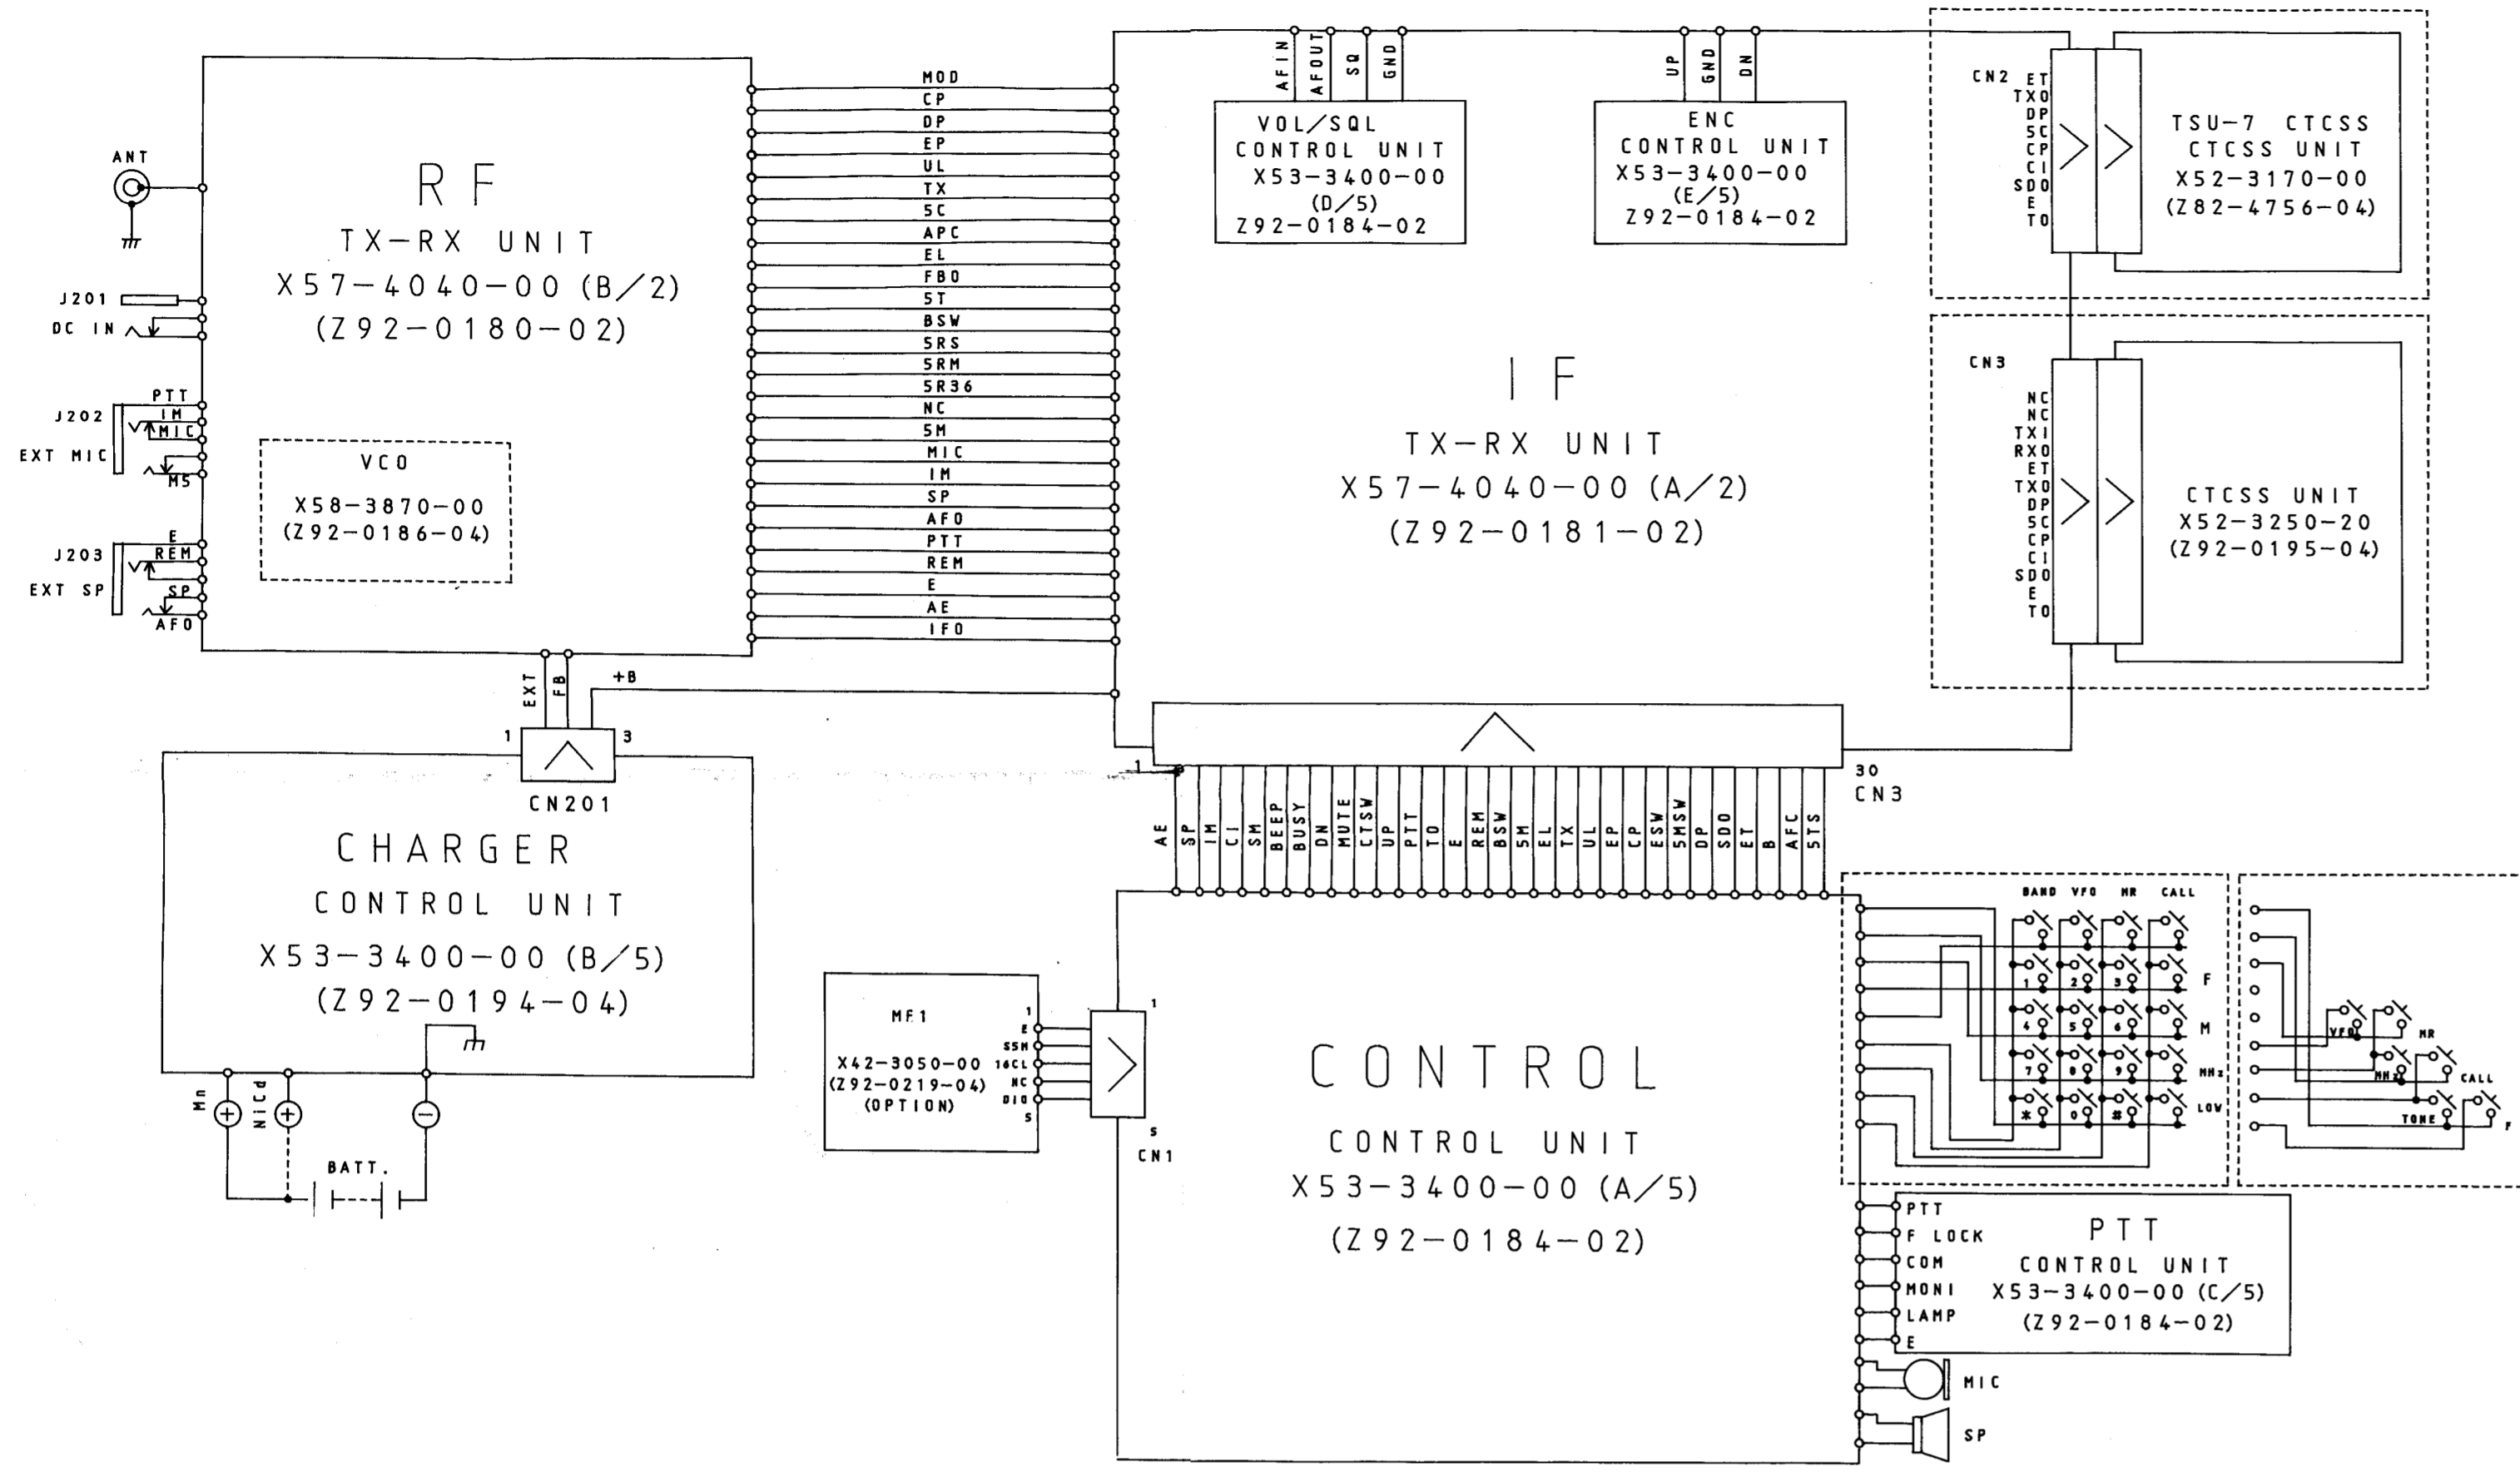 ANT
J201
DC IN
PTT
J202
IM
MIC
EXT MIC
M5
E
J203
REM
EXT SP
SP
AFO
RF
TX-RX UNIT
X57-4040-00 (B/2)
(Z92-0180-02)
VCO
X58-3870-00
(Z92-0186-04)
MOD
CP
DP
EP
UL
TX
5C
APC
EL
FBO
5T
BSW
5RS
5RM
5R36
NC
5M
MIC
IM
SP
AFO
PTT
REM
E
AE
IFO
AFIN
AFOUT
SQ
GND
VOL/SQL
CONTROL UNIT
X53-3400-00
(D/5)
Z92-0184-02
UP
GND
DN
ENC
CONTROL UNIT
X53-3400-00
(E/5)
Z92-0184-02
IF
TX-RX UNIT
X57-4040-00 (A/2)
(Z92-0181-02)
CN2
ET
TXO
DP
5C
CP
CI
SDO
E
TO
TSU-7 CTCSS
CTCSS UNIT
X52-3170-00
(Z82-4756-04)
CN3
NC
NC
TXI
RXO
ET
TXO
DP
5C
CP
CI
SDO
E
TO
CTCSS UNIT
X52-3250-20
(Z92-0195-04)
EXT
FB
+B
1
3
CN201
CHARGER
CONTROL UNIT
X53-3400-00 (B/5)
(Z92-0194-04)
Mn
NICd
BATT.
1
30
CN3
AE
SP
IM
CI
SM
BEEP
BUSY
DN
MUTE
CTSW
UP
PTT
TO
E
REM
BSW
5M
EL
TX
UL
EP
CP
ESW
5MSW
DP
SDO
ET
B
AFC
5TS
MF1
X42-3050-00
(Z92-0219-04)
(OPTION)
1
E
SSM
16CL
NC
DIO
5
1
5
CN1
CONTROL
CONTROL UNIT
X53-3400-00 (A/5)
(Z92-0184-02)
BAND VFO MR CALL
1 2 3 F
4 5 6 M
7 8 9 MHz
* 0 # LOW
VFO MR
MHz CALL
TONE F
PTT
F LOCK
COM
MONI
LAMP
E
PTT
CONTROL UNIT
X53-3400-00 (C/5)
(Z92-0184-02)
MIC
SP